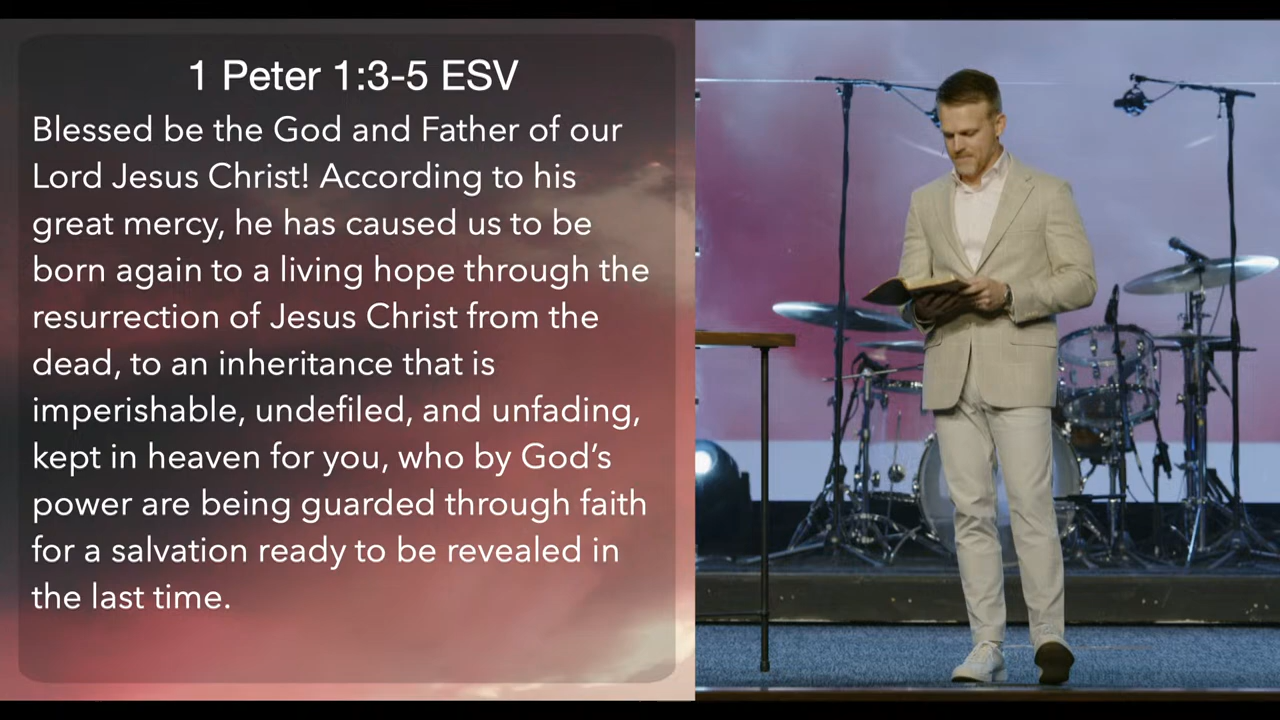 1 Peter 1:3-5 ESV
Blessed be the God and Father of our
Lord Jesus Christ! According to his
great mercy, he has caused us to be
born again to a living hope through the
resurrection of Jesus Christ from the
dead, to an inheritance that is
imperishable, undefiled, and unfading,
kept in heaven for you, who by God’s
power are being guarded through faith
for a salvation ready to be revealed in
the last time.